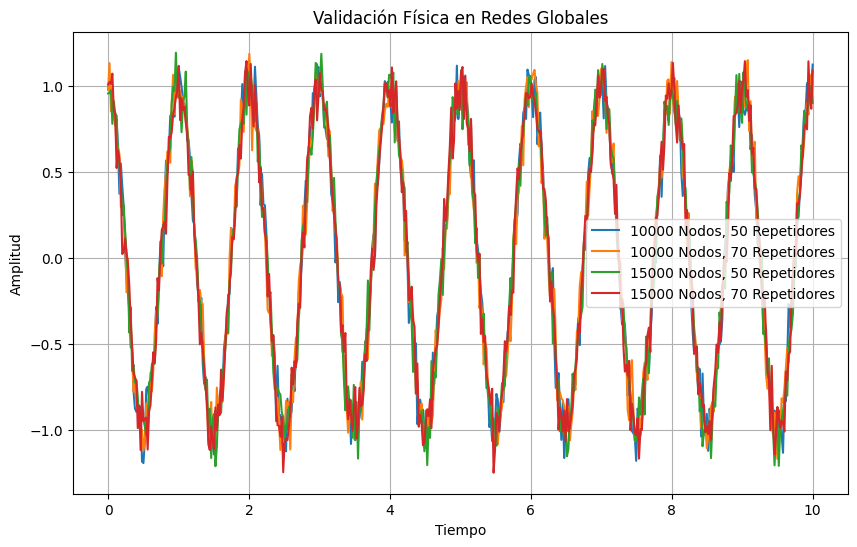 Validación Física en Redes Globales
Amplitud
1.0
0.5
0.0
−0.5
−1.0
10000 Nodos, 50 Repetidores
10000 Nodos, 70 Repetidores
15000 Nodos, 50 Repetidores
15000 Nodos, 70 Repetidores
0 2 4 6 8 10
Tiempo